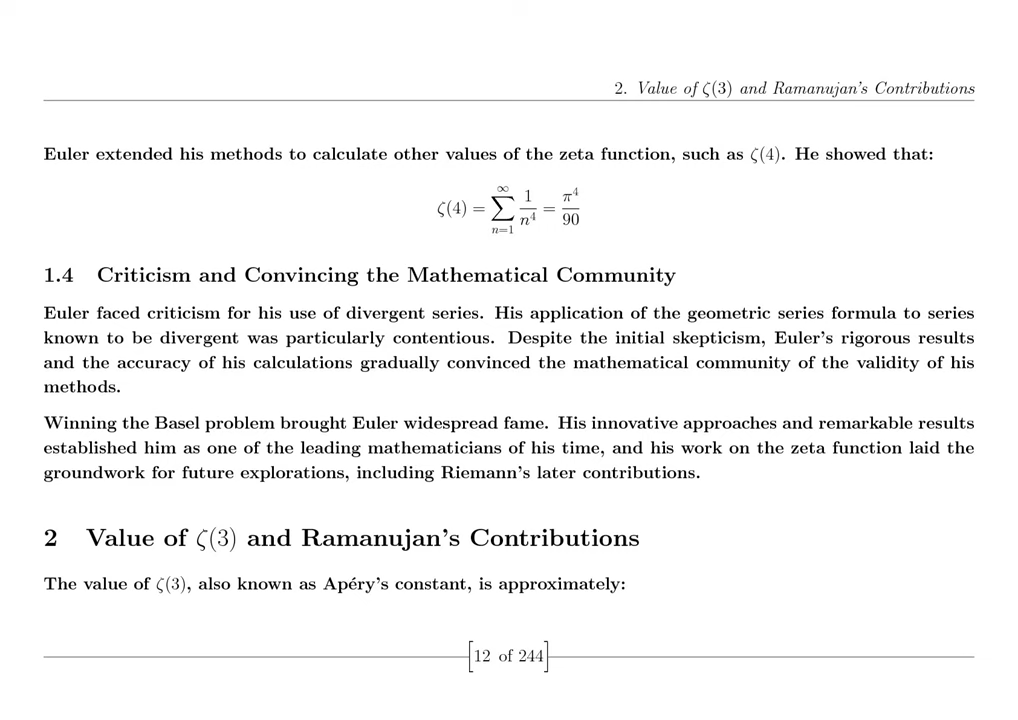 2. Value of ζ(3) and Ramanujan's Contributions
Euler extended his methods to calculate other values of the zeta function, such as ζ(4). He showed that:
ζ(4) = ∑_{n=1}^{∞} 1/n⁴ = π⁴/90
1.4 Criticism and Convincing the Mathematical Community
Euler faced criticism for his use of divergent series. His application of the geometric series formula to series
known to be divergent was particularly contentious. Despite the initial skepticism, Euler's rigorous results
and the accuracy of his calculations gradually convinced the mathematical community of the validity of his
methods.
Winning the Basel problem brought Euler widespread fame. His innovative approaches and remarkable results
established him as one of the leading mathematicians of his time, and his work on the zeta function laid the
groundwork for future explorations, including Riemann's later contributions.
2 Value of ζ(3) and Ramanujan's Contributions
The value of ζ(3), also known as Apéry's constant, is approximately:
[12 of 244]